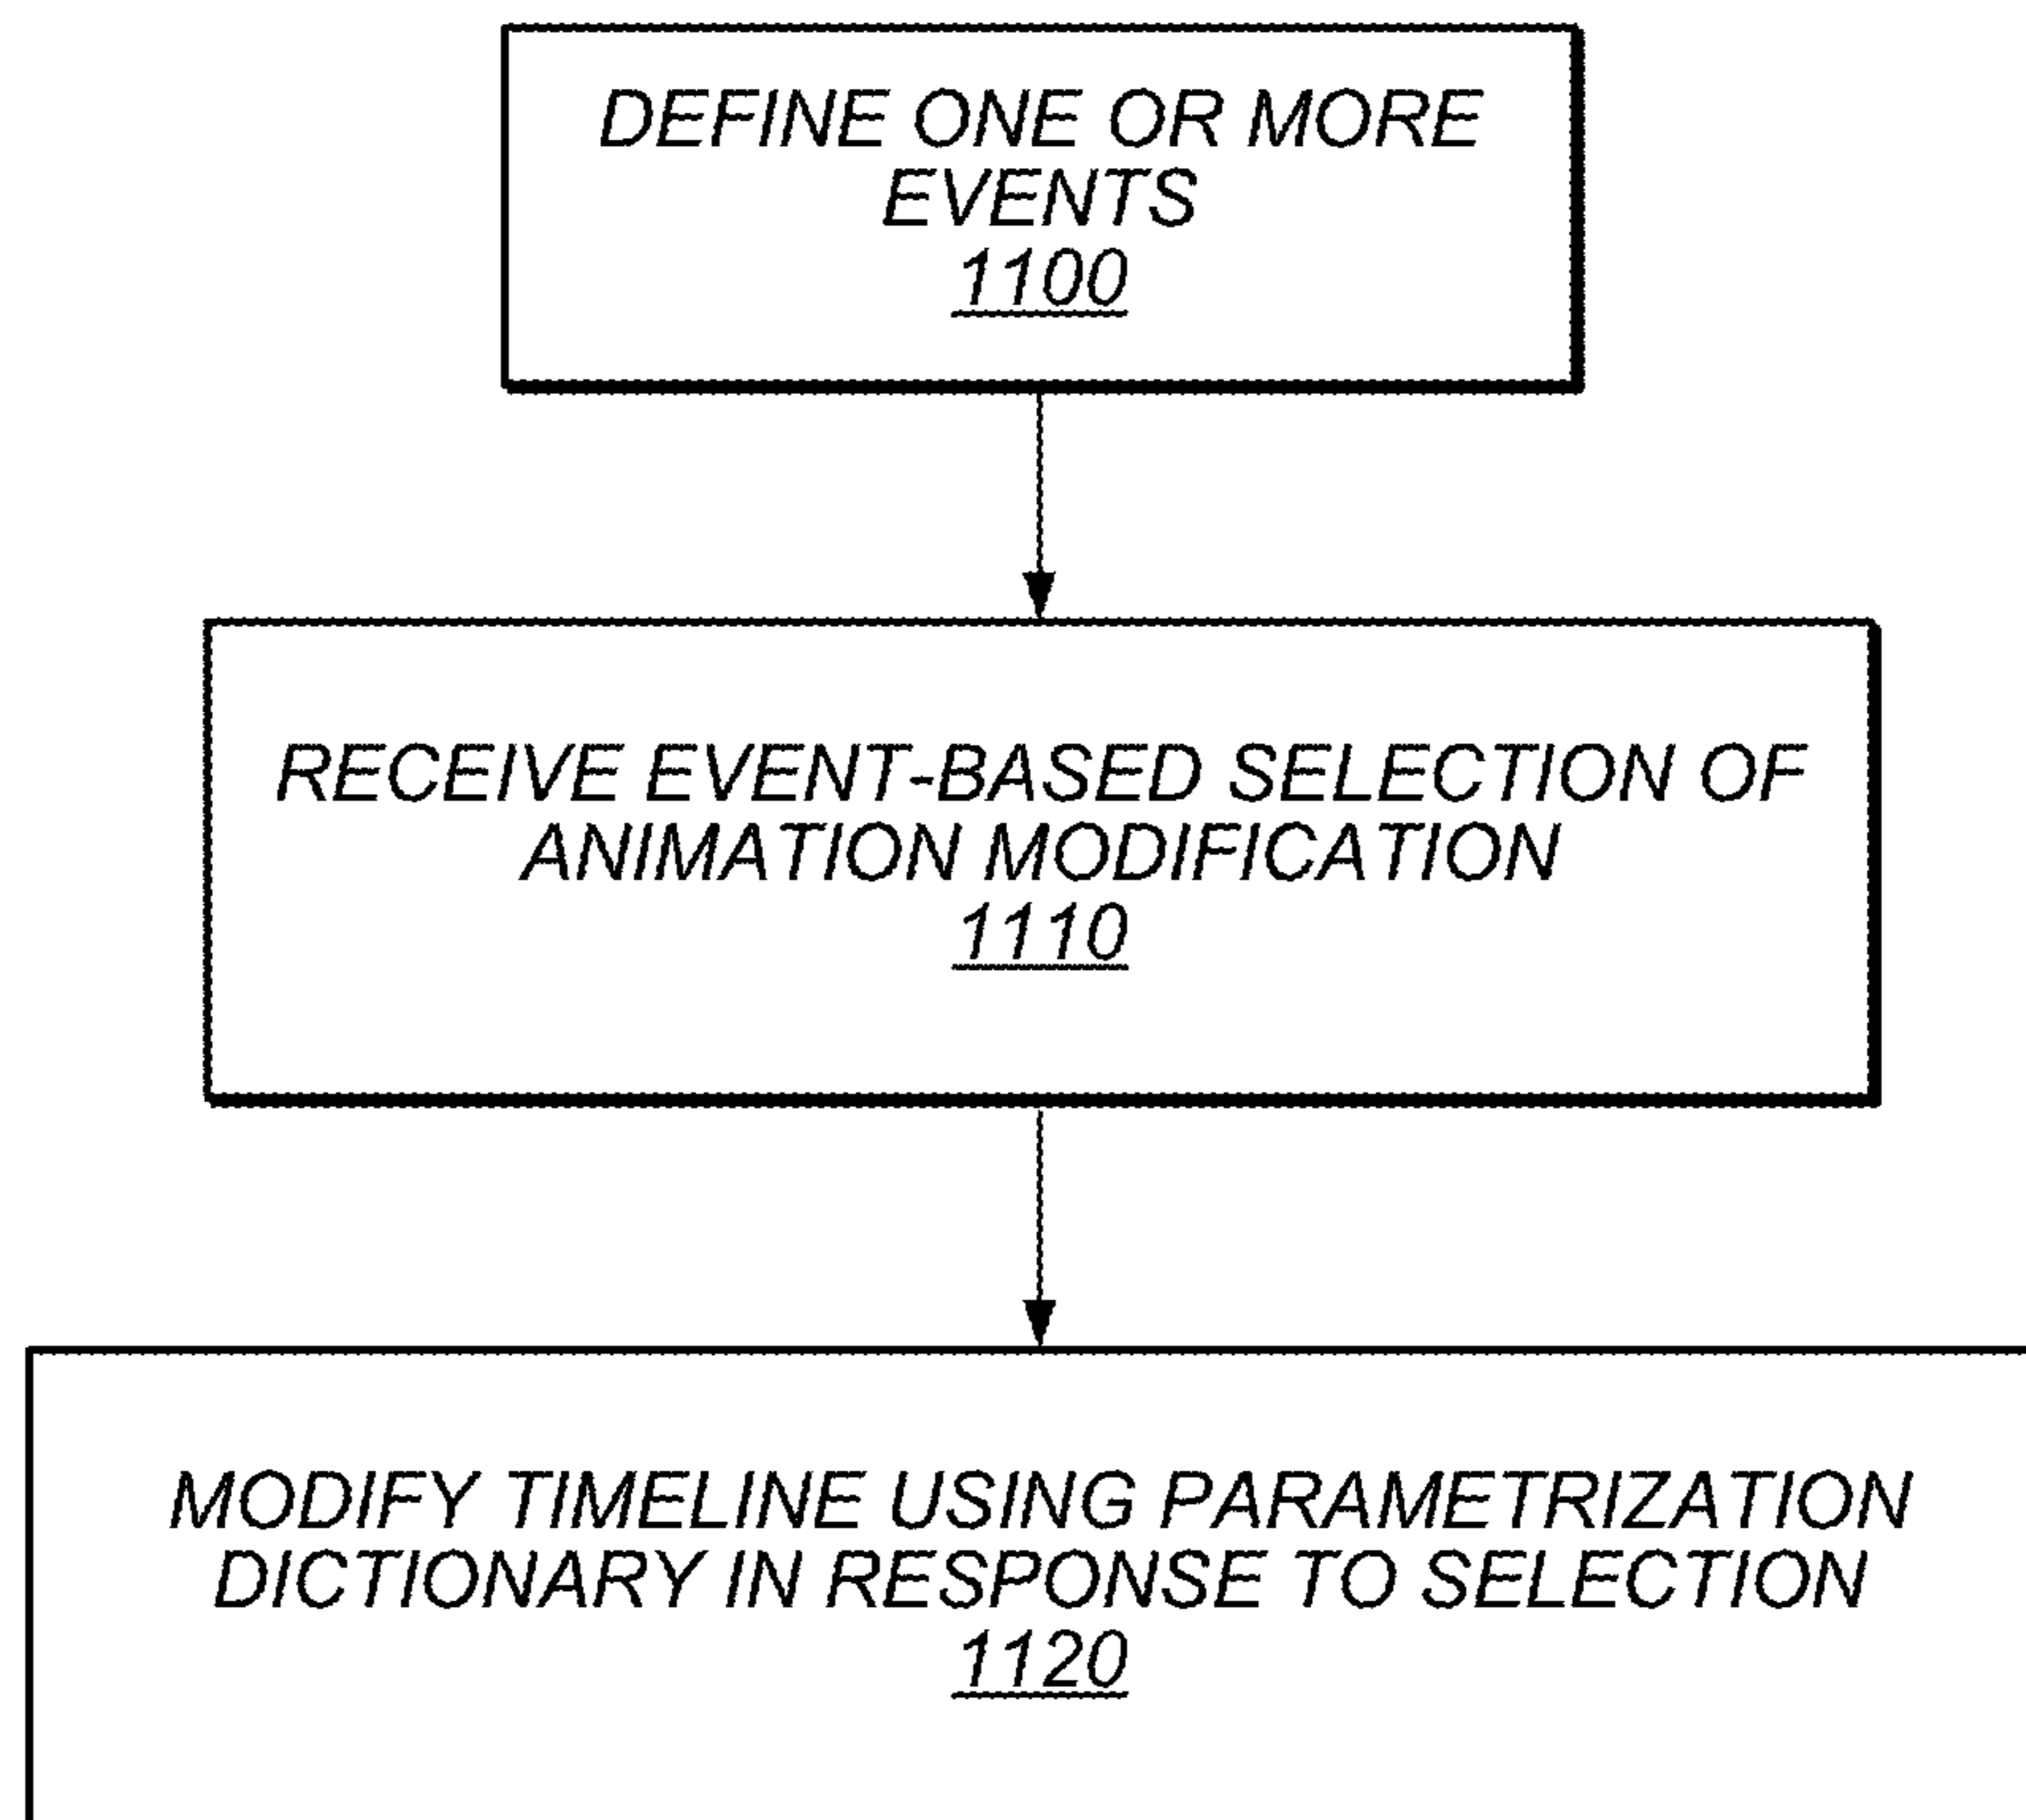 DEFINE ONE OR MORE
EVENTS
1100
RECEIVE EVENT-BASED SELECTION OF
ANIMATION MODIFICATION
1110
MODIFY TIMELINE USING PARAMETRIZATION
DICTIONARY IN RESPONSE TO SELECTION
1120